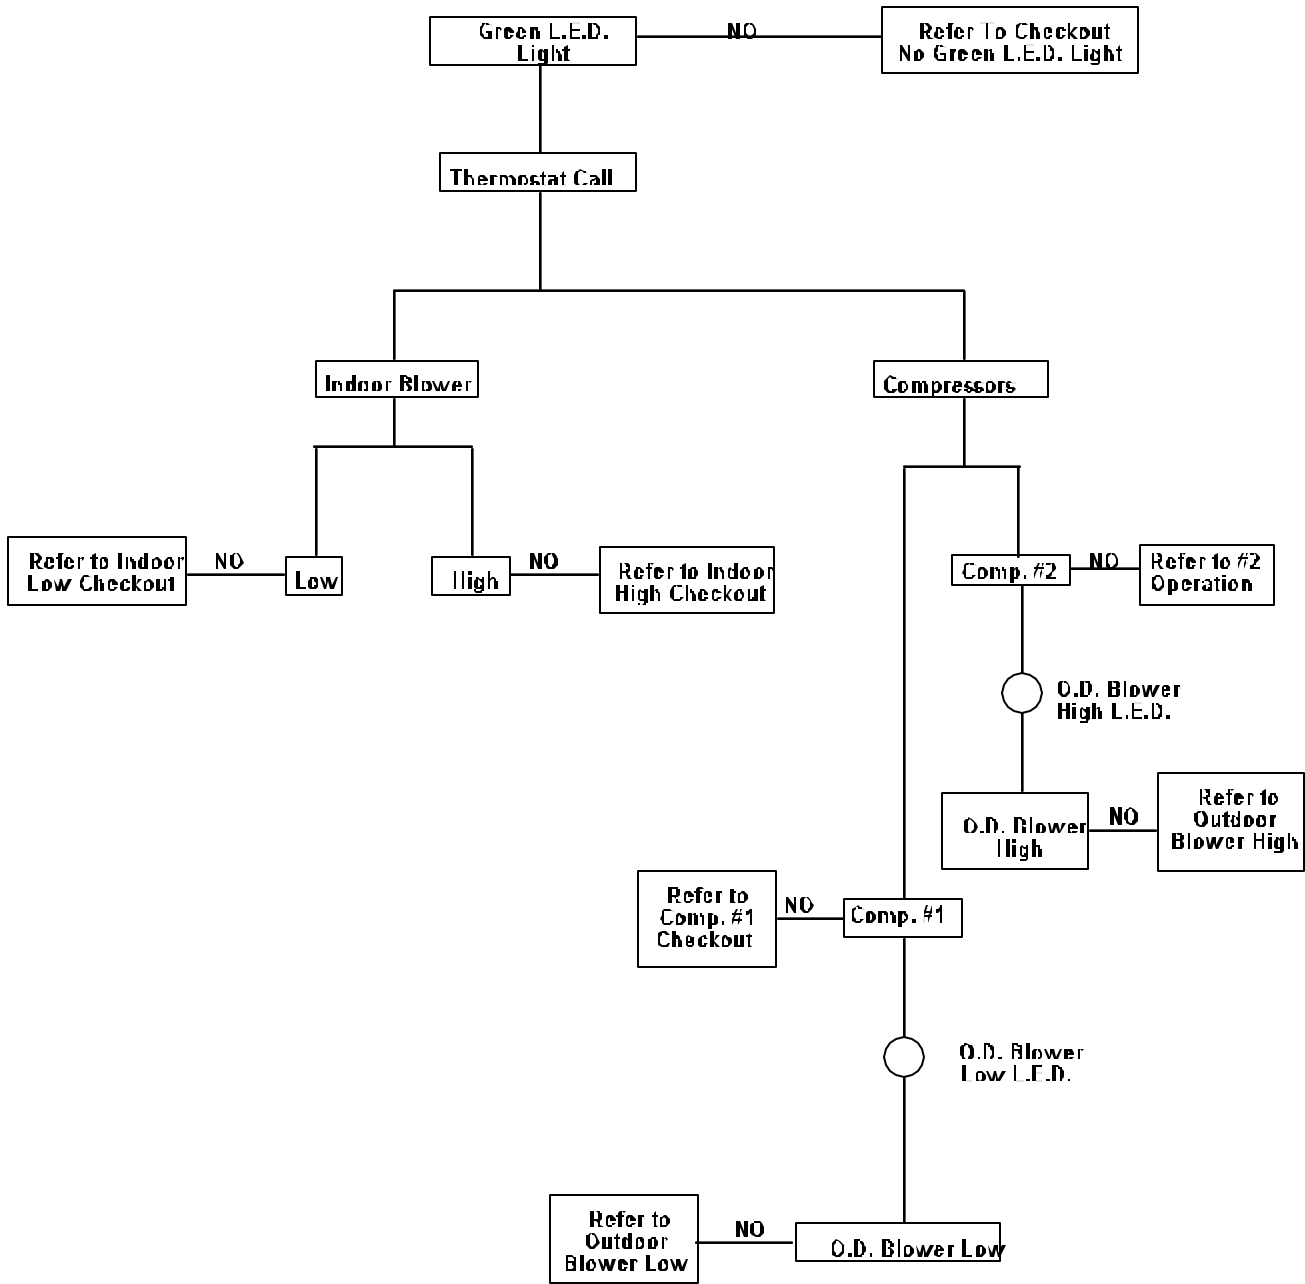 Green L.E.D.
Light
NO
Refer To Checkout
No Green L.E.D. Light
Thermostat Call
Indoor Blower
Compressors
Refer to Indoor
Low Checkout
NO
Low
High
NO
Refer to Indoor
High Checkout
Comp. #2
NO
Refer to #2
Operation
O.D. Blower
High L.E.D.
O.D. Blower
High
NO
Refer to
Outdoor
Blower High
Refer to
Comp. #1
Checkout
NO
Comp. #1
O.D. Blower
Low L.E.D.
Refer to
Outdoor
Blower Low
NO
O.D. Blower Low